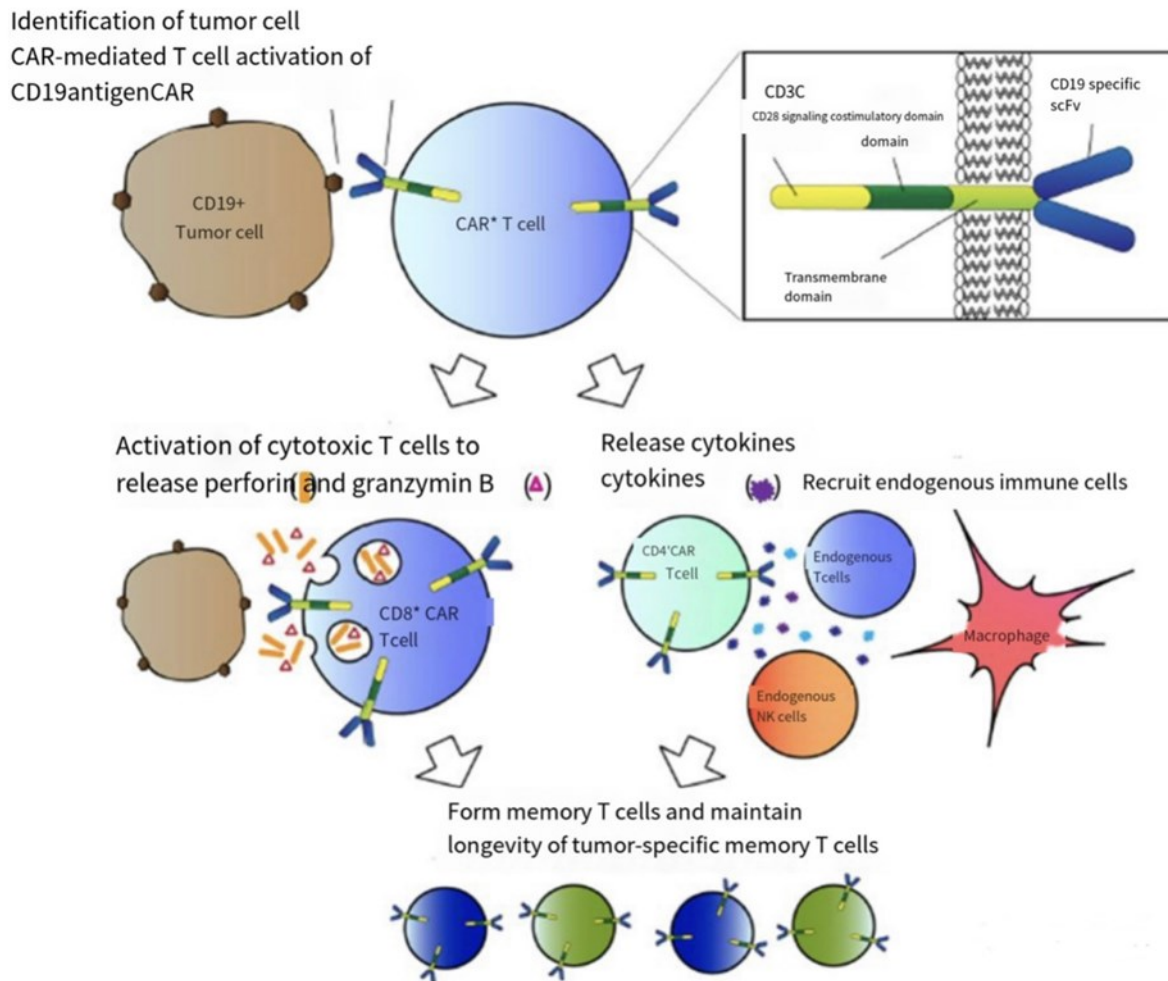 Identification of tumor cell
CAR-mediated T cell activation of
CD19antigenCAR
CD19+
Tumor cell
CAR* T cell
CD3C
CD28 signaling costimulatory domain
domain
CD19 specific
scFv
Transmembrane
domain
Activation of cytotoxic T cells to
release perforin( )and granzymin B ( )
Release cytokines
cytokines ( ) Recruit endogenous immune cells
CD8* CAR
Tcell
CD4'CAR
Tcell
Endogenous
Tcells
Macrophage
Endogenous
NK cells
Form memory T cells and maintain
longevity of tumor-specific memory T cells